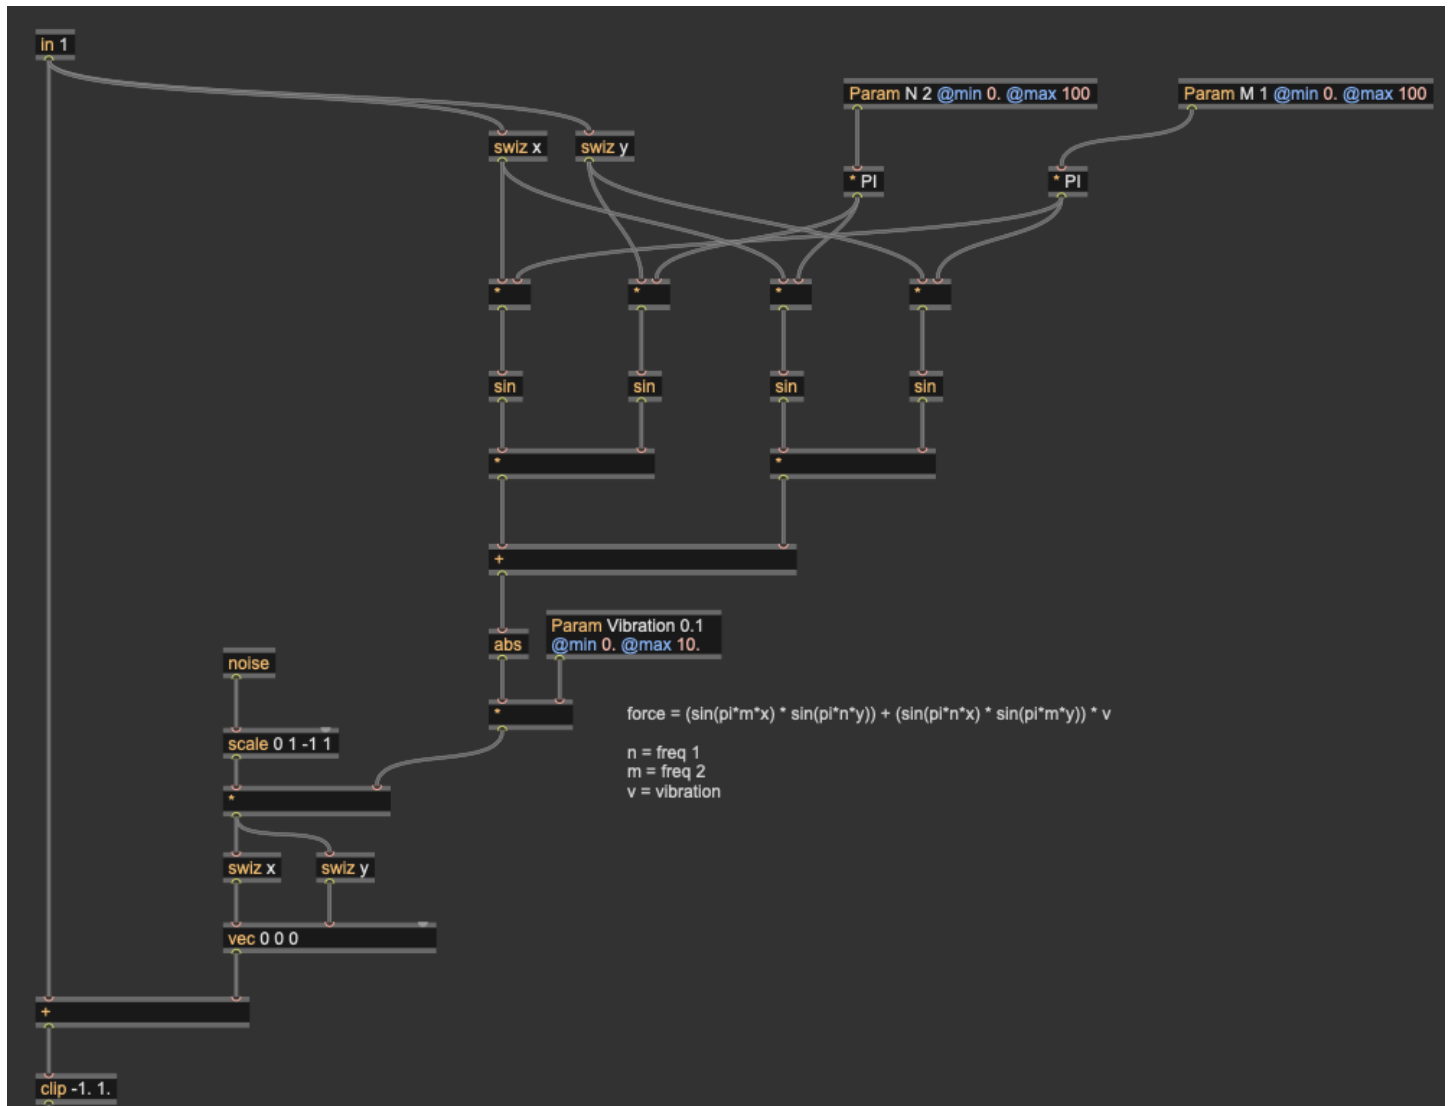 in 1
Param N 2 @min 0. @max 100
Param M 1 @min 0. @max 100
swiz x
swiz y
* PI
* PI
*
*
*
*
sin
sin
sin
sin
*
*
+
Param Vibration 0.1
@min 0. @max 10.
abs
noise
*
force = (sin(pi*m*x) * sin(pi*n*y)) + (sin(pi*n*x) * sin(pi*m*y)) * v
scale 0 1 -1 1
n = freq 1
m = freq 2
v = vibration
*
swiz x
swiz y
vec 0 0 0
+
clip -1. 1.